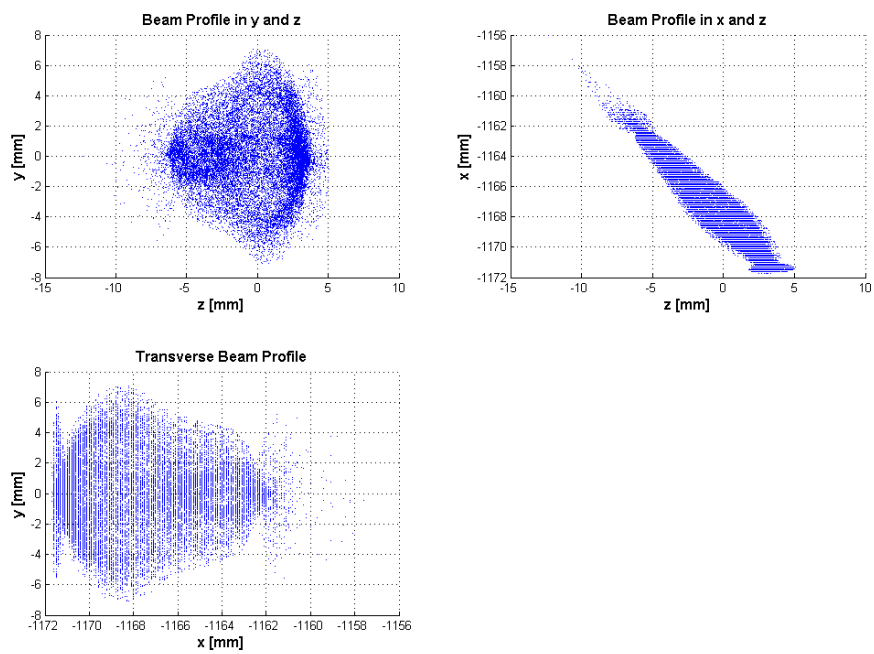 Beam Profile in y and z
8
6
4
2
0
-2
-4
-6
-8
y [mm]
-15 -10 -5 0 5 10
z [mm]
Beam Profile in x and z
-1156
-1158
-1160
-1162
-1164
-1166
-1168
-1170
-1172
x [mm]
-15 -10 -5 0 5 10
z [mm]
Transverse Beam Profile
8
6
4
2
0
-2
-4
-6
-8
y [mm]
-1172 -1170 -1168 -1166 -1164 -1162 -1160 -1158 -1156
x [mm]